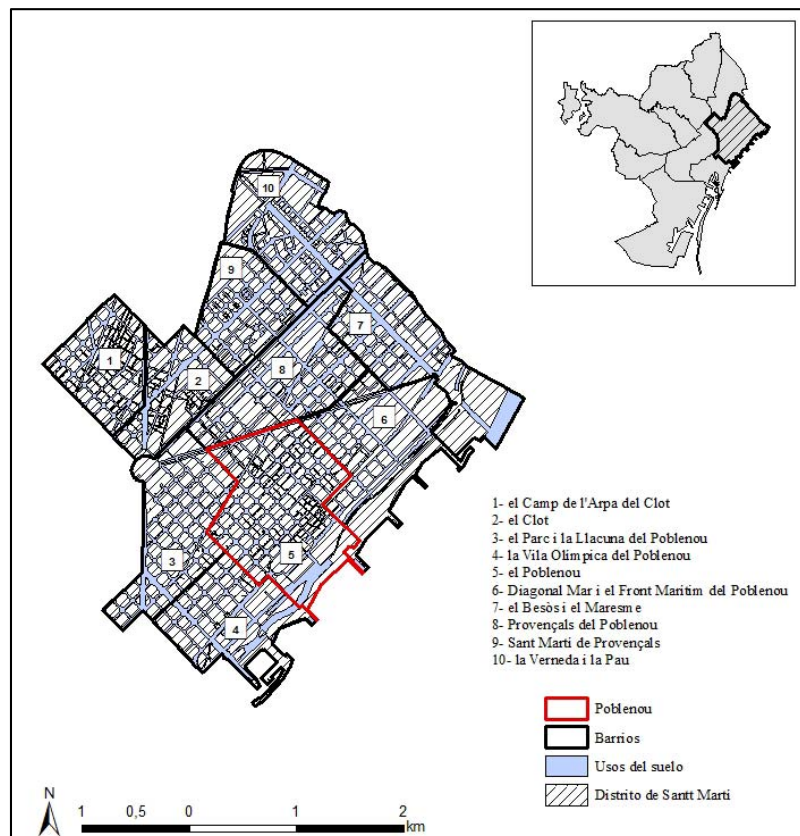 10
9
7
1
8
2
6
3
5
4
1- el Camp de l'Arpa del Clot
2- el Clot
3- el Parc i la Llacuna del Poblenou
4- la Vila Olímpica del Poblenou
5- el Poblenou
6- Diagonal Mar i el Front Marítim del Poblenou
7- el Besòs i el Maresme
8- Provençals del Poblenou
9- Sant Martí de Provençals
10- la Verneda i la Pau
Poblenou
Barrios
Usos del suelo
Distrito de Santt Martí
N
1 0,5 0 1 2
km